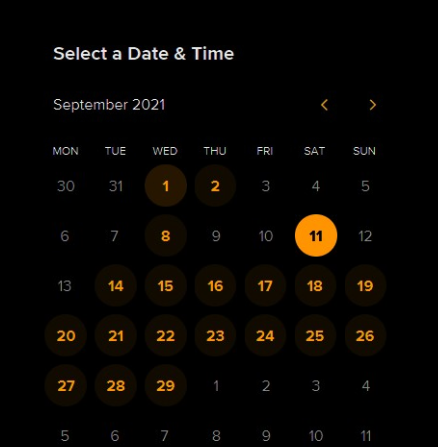 Select a Date & Time
September 2021
MON TUE WED THU FRI SAT SUN
30 31 1 2 3 4 5
6 7 8 9 10 11 12
13 14 15 16 17 18 19
20 21 22 23 24 25 26
27 28 29 1 2 3 4
5 6 7 8 9 10 11